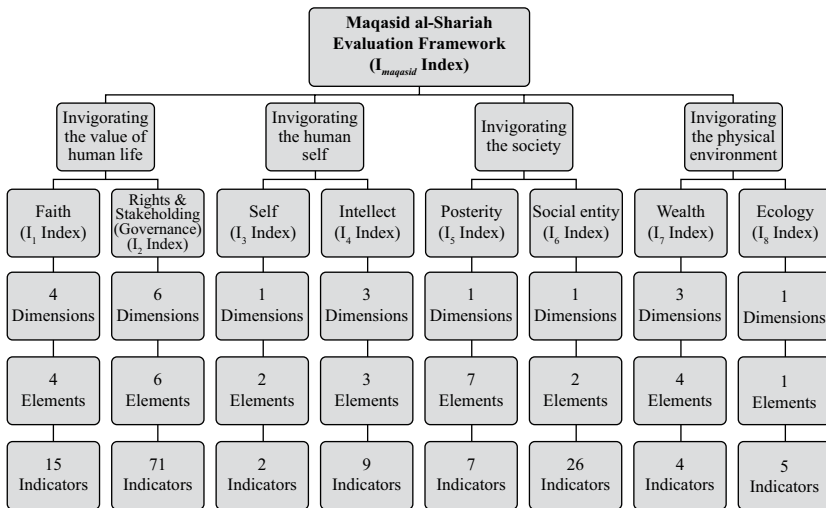 Maqasid al-Shariah
Evaluation Framework
(I_maqasid Index)
Invigorating
the value of
human life
Invigorating
the human
self
Invigorating
the society
Invigorating
the physical
environment
Faith
(I₁ Index)
Rights &
Stakeholding
(Governance)
(I₂ Index)
Self
(I₃ Index)
Intellect
(I₄ Index)
Posterity
(I₅ Index)
Social entity
(I₆ Index)
Wealth
(I₇ Index)
Ecology
(I₈ Index)
4
Dimensions
6
Dimensions
1
Dimensions
3
Dimensions
1
Dimensions
1
Dimensions
3
Dimensions
1
Dimensions
4
Elements
6
Elements
2
Elements
3
Elements
7
Elements
2
Elements
4
Elements
1
Elements
15
Indicators
71
Indicators
2
Indicators
9
Indicators
7
Indicators
26
Indicators
4
Indicators
5
Indicators